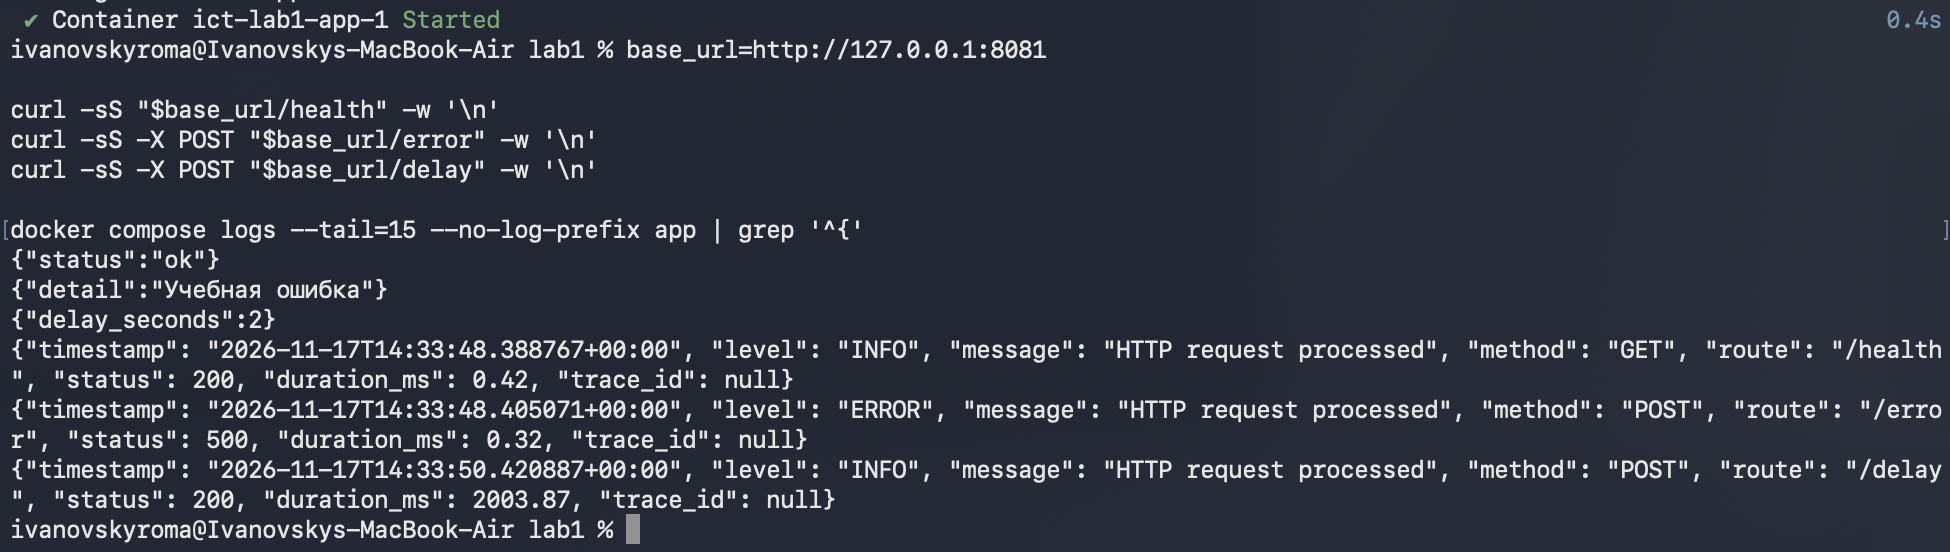 ✔ Container ict-lab1-app-1 Started 0.4s
ivanovskyroma@Ivanovskys-MacBook-Air lab1 % base_url=http://127.0.0.1:8081
curl -sS "$base_url/health" -w '\n'
curl -sS -X POST "$base_url/error" -w '\n'
curl -sS -X POST "$base_url/delay" -w '\n'
[docker compose logs --tail=15 --no-log-prefix app | grep '^{' ]
{"status":"ok"}
{"detail":"Учебная ошибка"}
{"delay_seconds":2}
{"timestamp": "2026-11-17T14:33:48.388767+00:00", "level": "INFO", "message": "HTTP request processed", "method": "GET", "route": "/health
", "status": 200, "duration_ms": 0.42, "trace_id": null}
{"timestamp": "2026-11-17T14:33:48.405071+00:00", "level": "ERROR", "message": "HTTP request processed", "method": "POST", "route": "/erro
r", "status": 500, "duration_ms": 0.32, "trace_id": null}
{"timestamp": "2026-11-17T14:33:50.420887+00:00", "level": "INFO", "message": "HTTP request processed", "method": "POST", "route": "/delay
", "status": 200, "duration_ms": 2003.87, "trace_id": null}
ivanovskyroma@Ivanovskys-MacBook-Air lab1 %